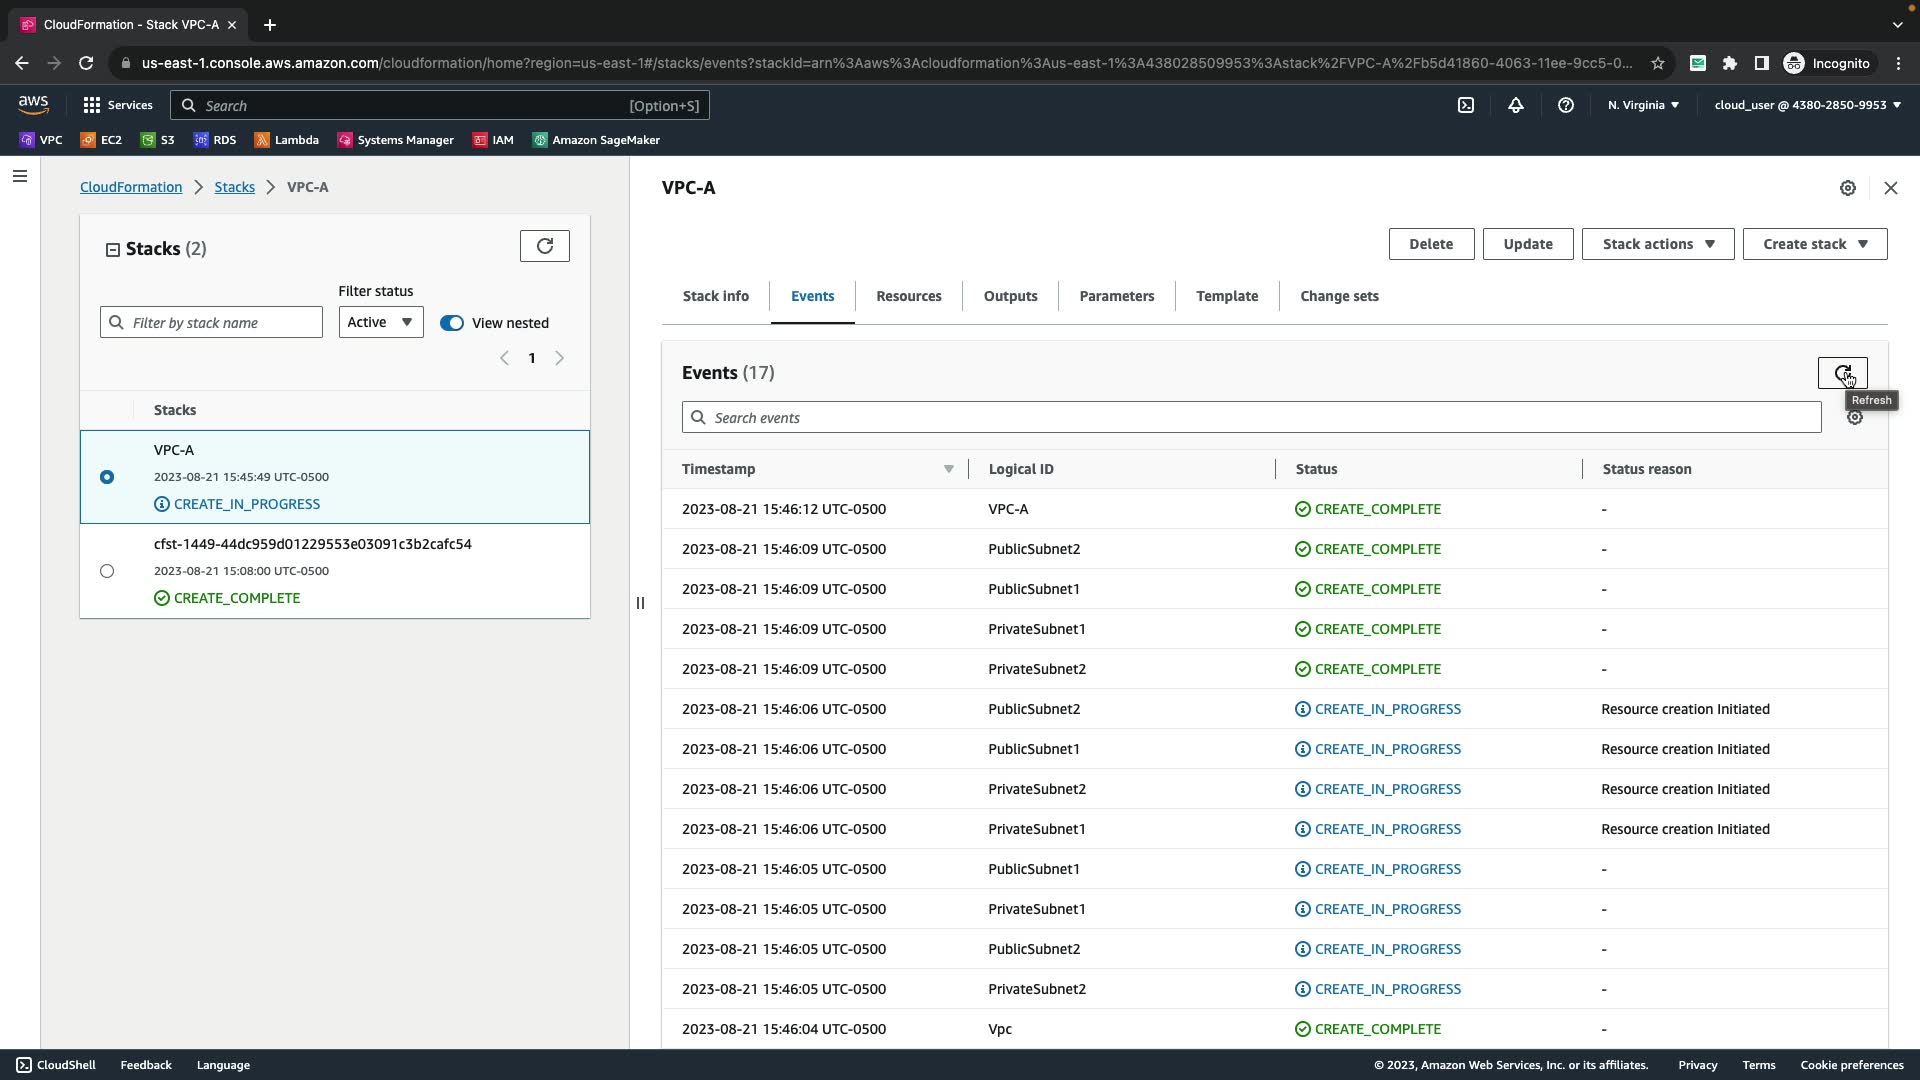 CloudFormation - Stack VPC-A
us-east-1.console.aws.amazon.com/cloudformation/home?region=us-east-1#/stacks/events?stackId=arn%3Aaws%3Acloudformation%3Aus-east-1%3A438028509953%3Astack%2FVPC-A%2Fb5d41860-4063-11ee-9cc5-0...
Incognito
aws
Services
Search
[Option+S]
N. Virginia
cloud_user @ 4380-2850-9953
VPC
EC2
S3
RDS
Lambda
Systems Manager
IAM
Amazon SageMaker
CloudFormation
Stacks
VPC-A
Stacks (2)
Filter status
Filter by stack name
Active
View nested
1
Stacks
VPC-A
2023-08-21 15:45:49 UTC-0500
CREATE_IN_PROGRESS
cfst-1449-44dc959d01229553e03091c3b2cafc54
2023-08-21 15:08:00 UTC-0500
CREATE_COMPLETE
VPC-A
Delete
Update
Stack actions
Create stack
Stack info
Events
Resources
Outputs
Parameters
Template
Change sets
Events (17)
Refresh
Search events
Timestamp Logical ID Status Status reason
2023-08-21 15:46:12 UTC-0500 VPC-A CREATE_COMPLETE -
2023-08-21 15:46:09 UTC-0500 PublicSubnet2 CREATE_COMPLETE -
2023-08-21 15:46:09 UTC-0500 PublicSubnet1 CREATE_COMPLETE -
2023-08-21 15:46:09 UTC-0500 PrivateSubnet1 CREATE_COMPLETE -
2023-08-21 15:46:09 UTC-0500 PrivateSubnet2 CREATE_COMPLETE -
2023-08-21 15:46:06 UTC-0500 PublicSubnet2 CREATE_IN_PROGRESS Resource creation Initiated
2023-08-21 15:46:06 UTC-0500 PublicSubnet1 CREATE_IN_PROGRESS Resource creation Initiated
2023-08-21 15:46:06 UTC-0500 PrivateSubnet2 CREATE_IN_PROGRESS Resource creation Initiated
2023-08-21 15:46:06 UTC-0500 PrivateSubnet1 CREATE_IN_PROGRESS Resource creation Initiated
2023-08-21 15:46:05 UTC-0500 PublicSubnet1 CREATE_IN_PROGRESS -
2023-08-21 15:46:05 UTC-0500 PrivateSubnet1 CREATE_IN_PROGRESS -
2023-08-21 15:46:05 UTC-0500 PublicSubnet2 CREATE_IN_PROGRESS -
2023-08-21 15:46:05 UTC-0500 PrivateSubnet2 CREATE_IN_PROGRESS -
2023-08-21 15:46:04 UTC-0500 Vpc CREATE_COMPLETE -
CloudShell
Feedback
Language
© 2023, Amazon Web Services, Inc. or its affiliates.
Privacy
Terms
Cookie preferences